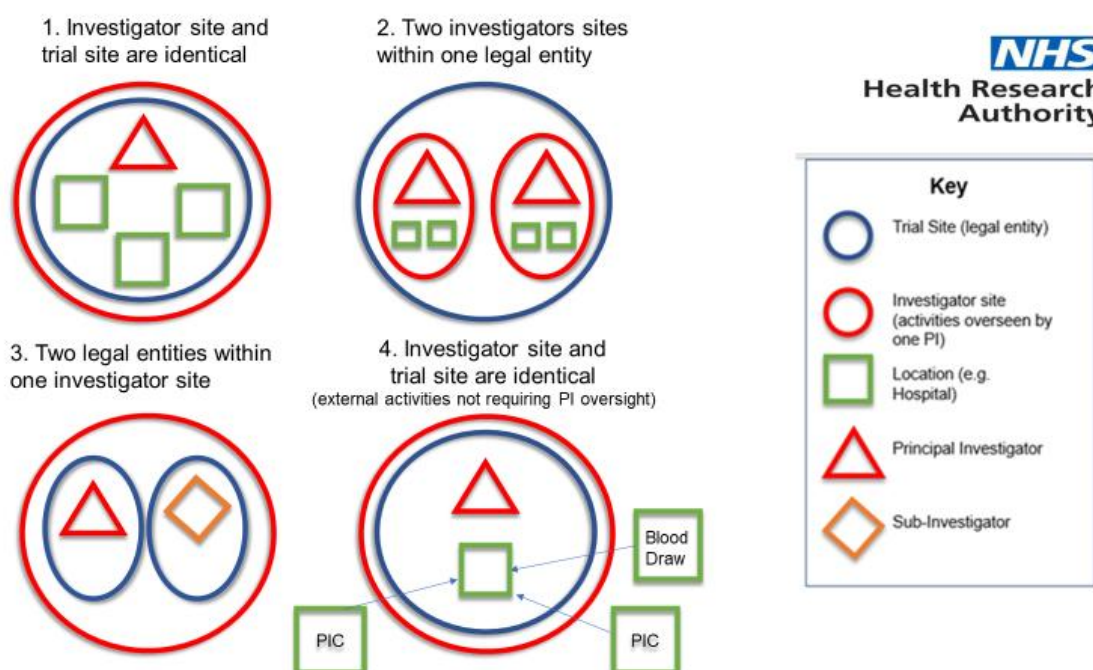 1. Investigator site and
trial site are identical
2. Two investigators sites
within one legal entity
NHS
Health Research
Authority
3. Two legal entities within
one investigator site
4. Investigator site and
trial site are identical
(external activities not requiring PI oversight)
Blood
Draw
PIC
PIC
Key
Trial Site (legal entity)
Investigator site
(activities overseen by
one PI)
Location (e.g.
Hospital)
Principal Investigator
Sub-Investigator